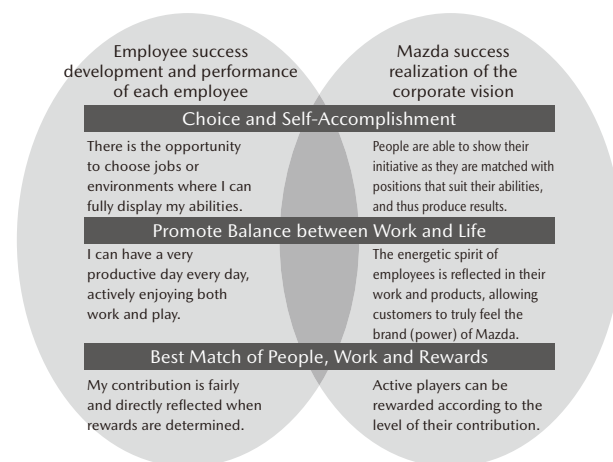 Employee success
development and performance
of each employee
Mazda success
realization of the
corporate vision
Choice and Self-Accomplishment
There is the opportunity
to choose jobs or
environments where I can
fully display my abilities.
People are able to show their
initiative as they are matched with
positions that suit their abilities,
and thus produce results.
Promote Balance between Work and Life
I can have a very
productive day every day,
actively enjoying both
work and play.
The energetic spirit of
employees is reflected in their
work and products, allowing
customers to truly feel the
brand (power) of Mazda.
Best Match of People, Work and Rewards
My contribution is fairly
and directly reflected when
rewards are determined.
Active players can be
rewarded according to the
level of their contribution.